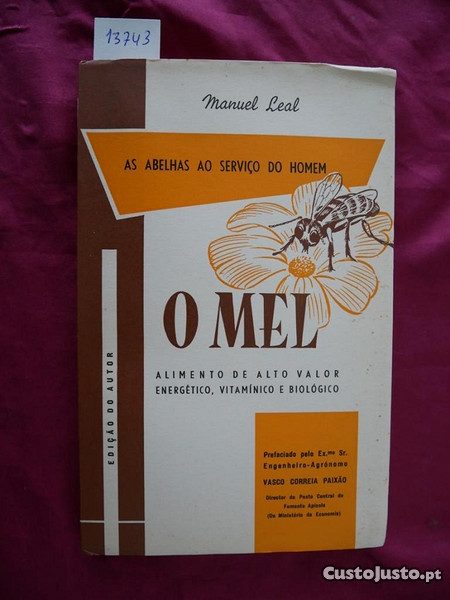 13743
Manuel Leal
AS ABELHAS AO SERVIÇO DO HOMEM
O MEL
ALIMENTO DE ALTO VALOR
ENERGÉTICO, VITAMÍNICO E BIOLÓGICO
EDIÇÃO DO AUTOR
Prefaciado pelo Ex.mo Sr.
Engenheiro-Agrónomo
VASCO CORREIA PAIXÃO
Director do Posto Central de
Fomento Apícola
(Do Ministério da Economia)
CustoJusto.pt